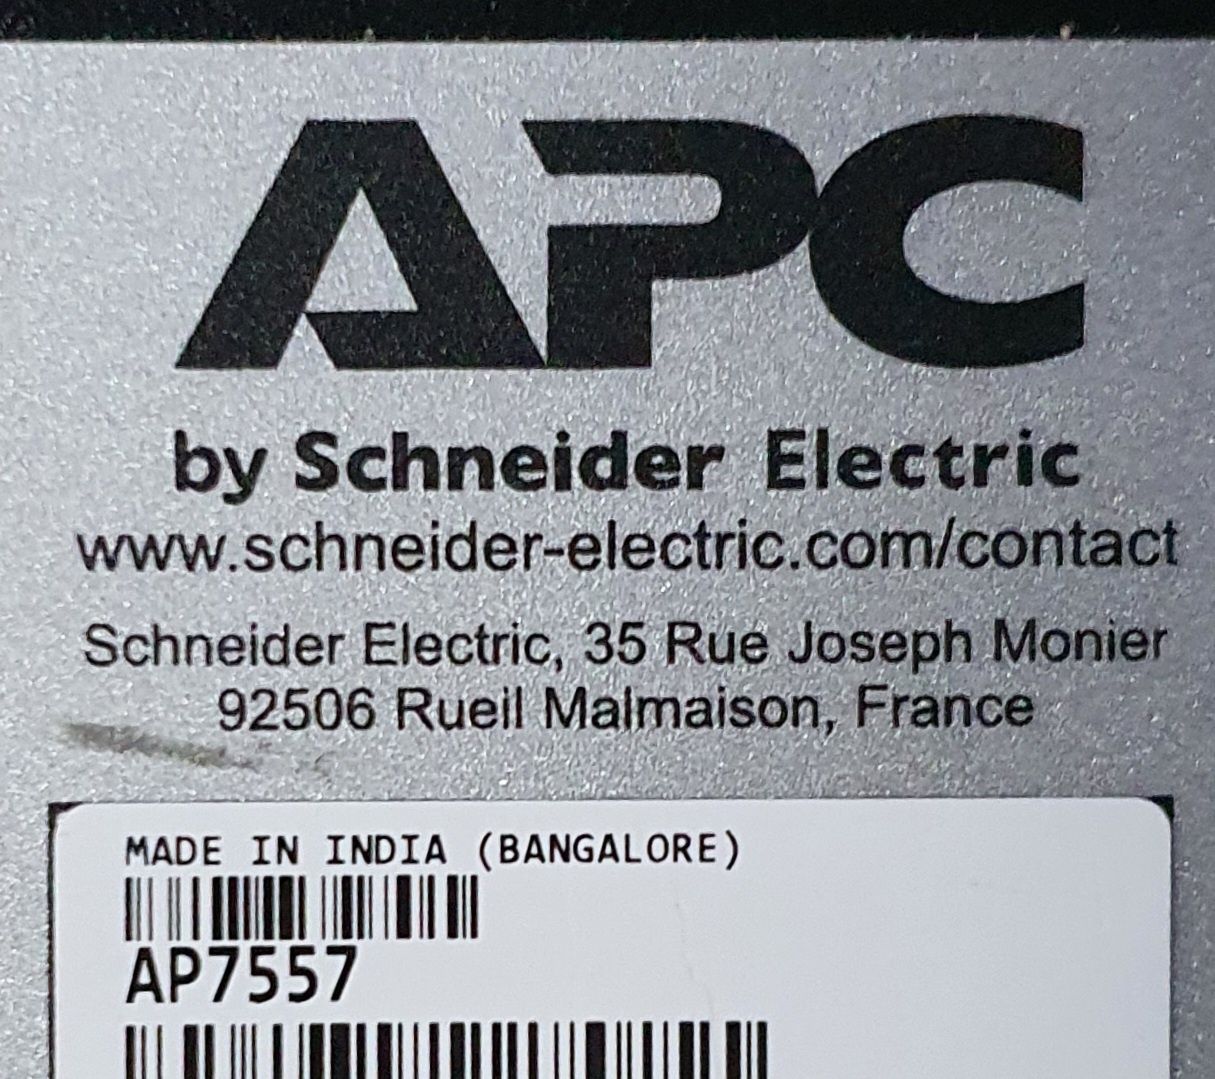 APC
by Schneider Electric
www.schneider-electric.com/contact
Schneider Electric, 35 Rue Joseph Monier
92506 Rueil Malmaison, France
MADE IN INDIA (BANGALORE)
AP7557